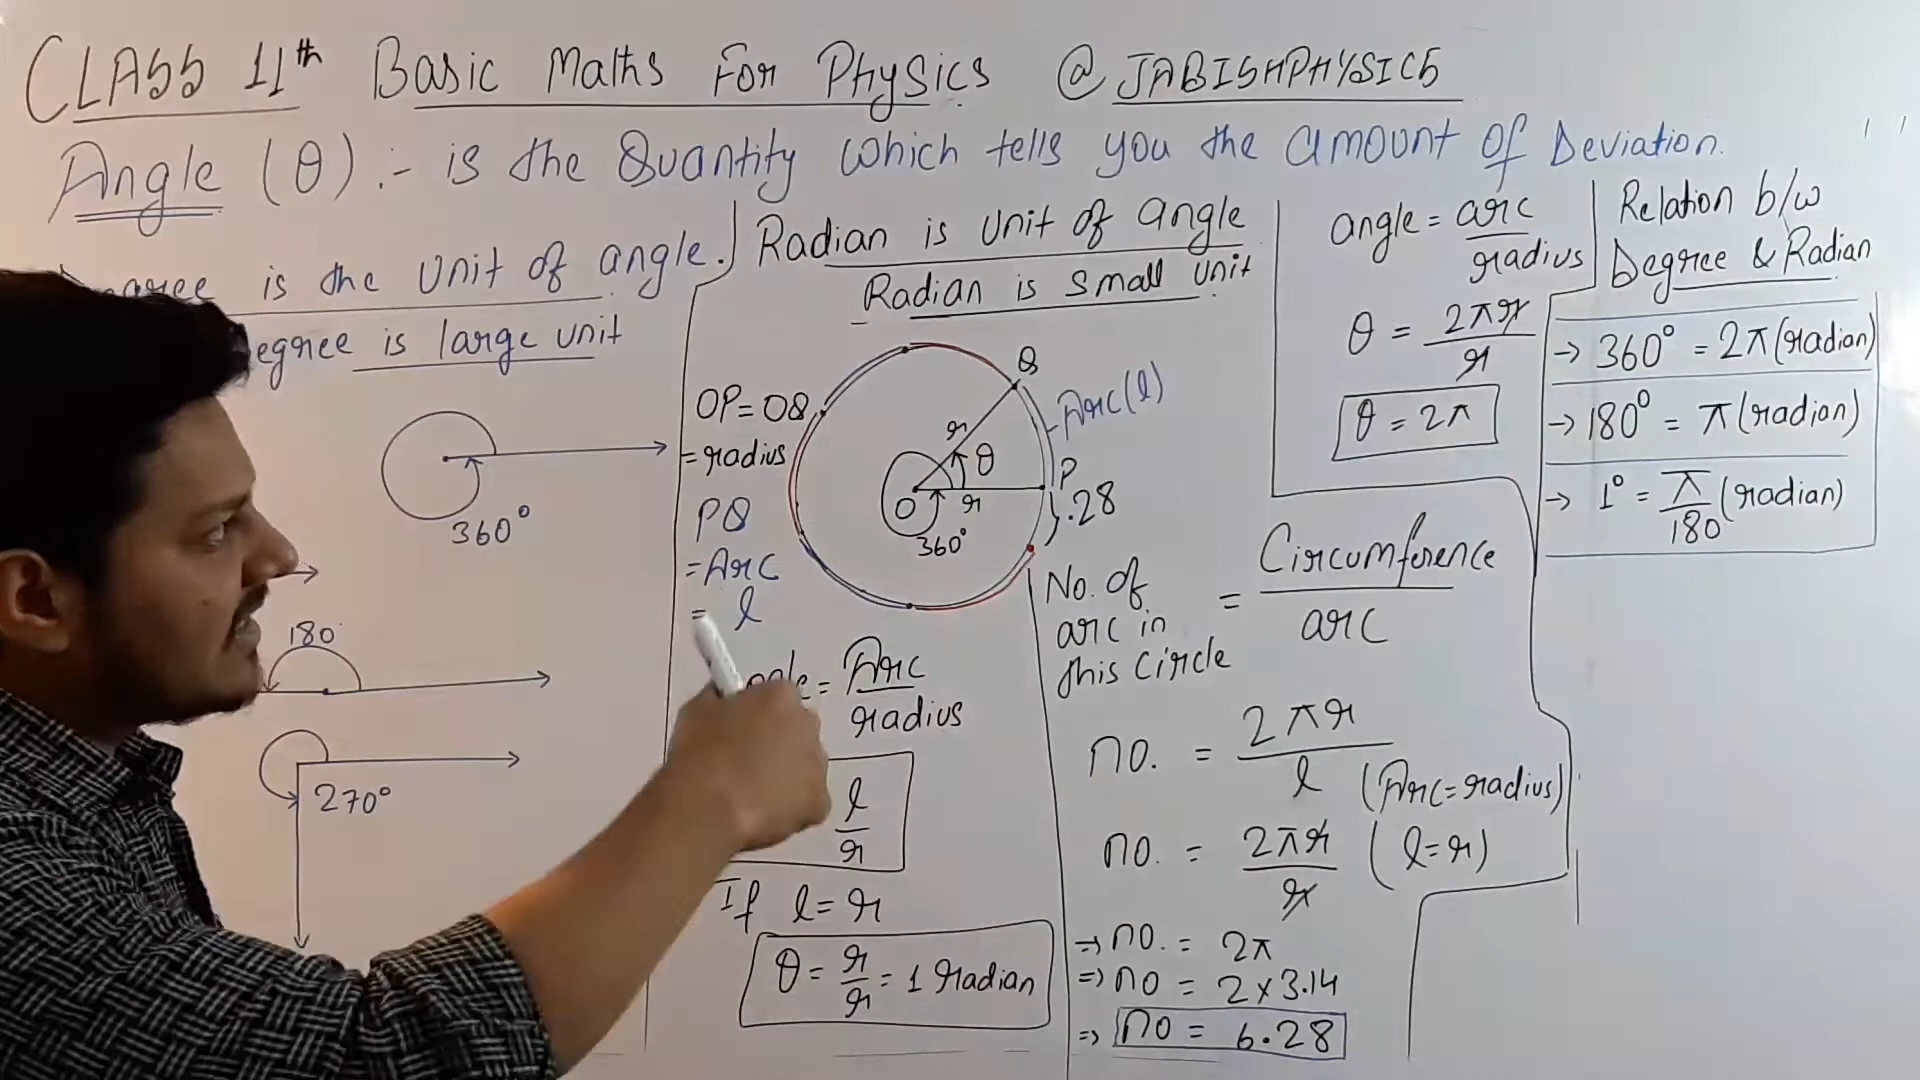 CLASS 11th Basic Maths For Physics @JABISHPHYSICS
Angle (θ) :- is the Quantity which tells you the amount of Deviation.
is the unit of angle.
egree is large unit
360°
180
270°
Radian is unit of angle
Radian is small unit
OP = OQ
= radius
PQ
= Arc
= l
Q
Arc(l)
r
θ
P
O
r
360°
.28
= Arc
radius
l
r
If l = r
θ = r/r = 1 radian
angle = arc
radius
θ = 2πr
r
θ = 2π
Relation b/w
Degree & Radian
→ 360° = 2π(radian)
→ 180° = π(radian)
→ 1° = π/180 (radian)
No. of
arc in
this circle
= Circumference
arc
no. = 2πr
l (Arc=radius)
no. = 2πr/r (l=r)
⇒ no. = 2π
⇒ no = 2×3.14
⇒ no = 6.28